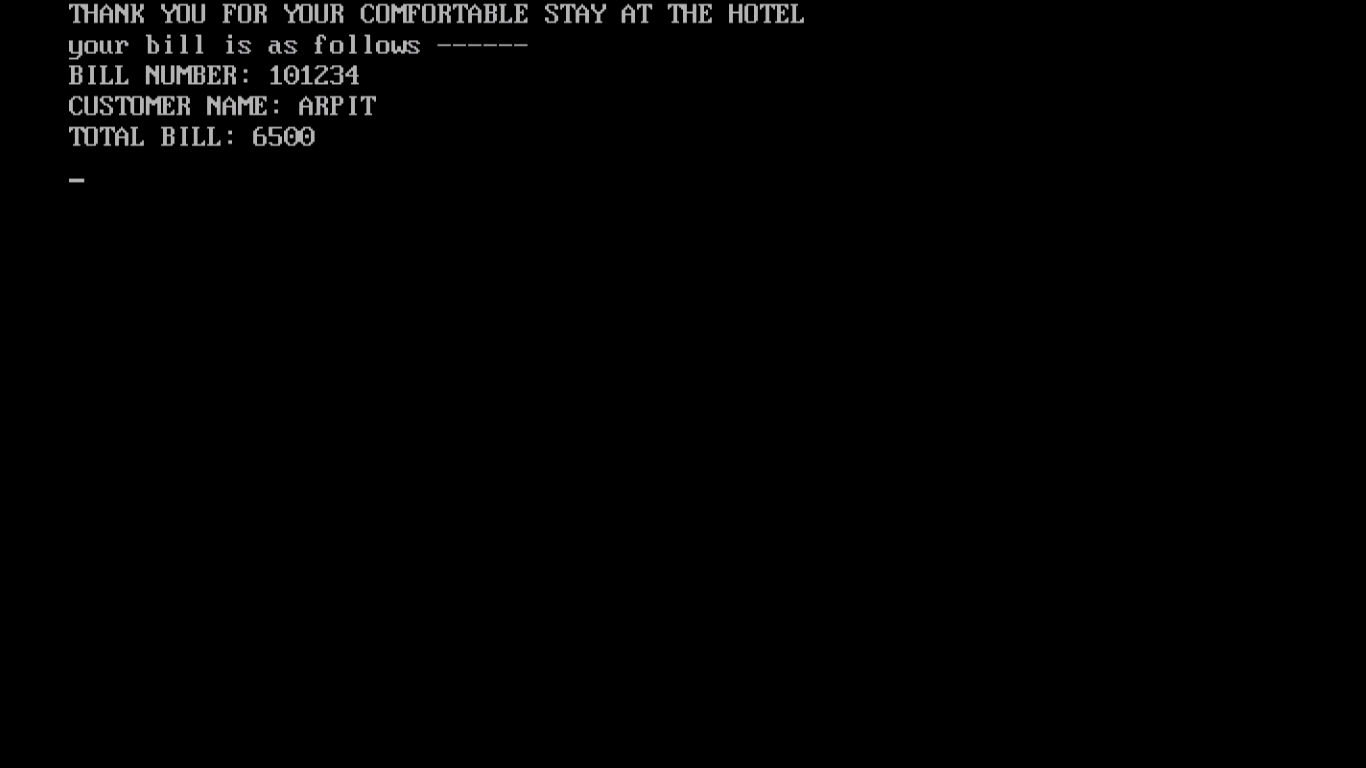 THANK YOU FOR YOUR COMFORTABLE STAY AT THE HOTEL
your bill is as follows ------
BILL NUMBER: 101234
CUSTOMER NAME: ARPIT
TOTAL BILL: 6500